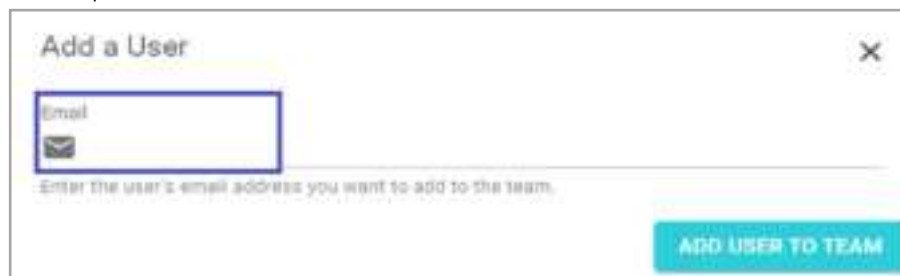 Add a User
Email
Enter the user's email address you want to add to the team.
ADD USER TO TEAM